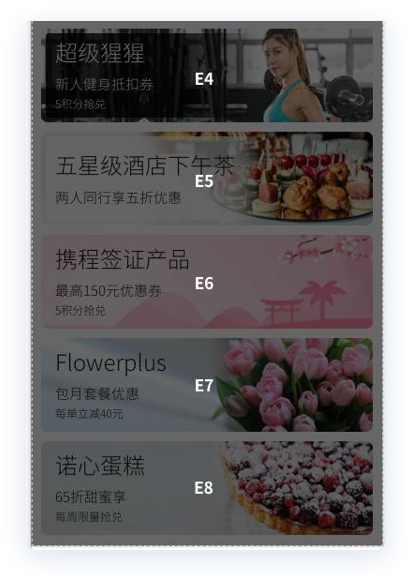 超级猩猩
新人健身抵扣券
5积分抢兑
E4
五星级酒店下午茶
两人同行享五折优惠
E5
携程签证产品
最高150元优惠券
5积分抢兑
E6
Flowerplus
包月套餐优惠
每单立减40元
E7
诺心蛋糕
65折甜蜜享
每周限量抢兑
E8